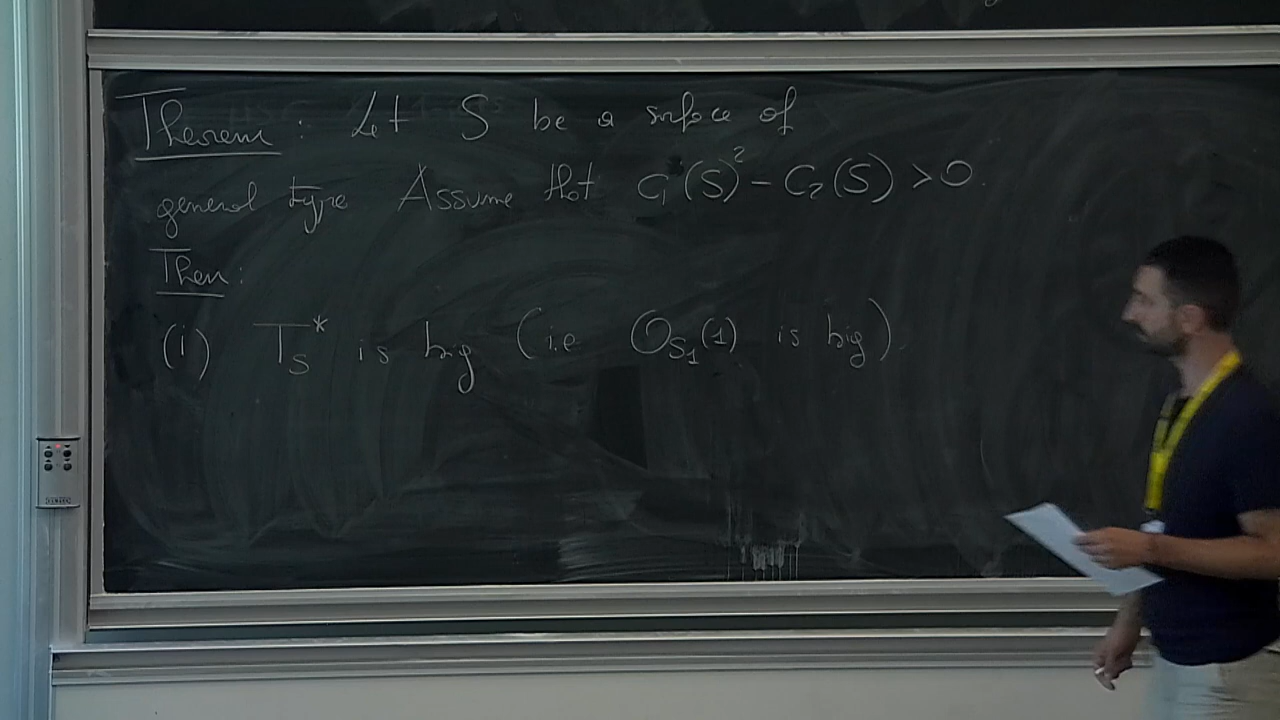 Theorem: Let S be a surface of
general type Assume that C₁(S)² - C₂(S) > 0.
Then:
(i) T_S^* is big (i.e O_{S₁}(1) is big).